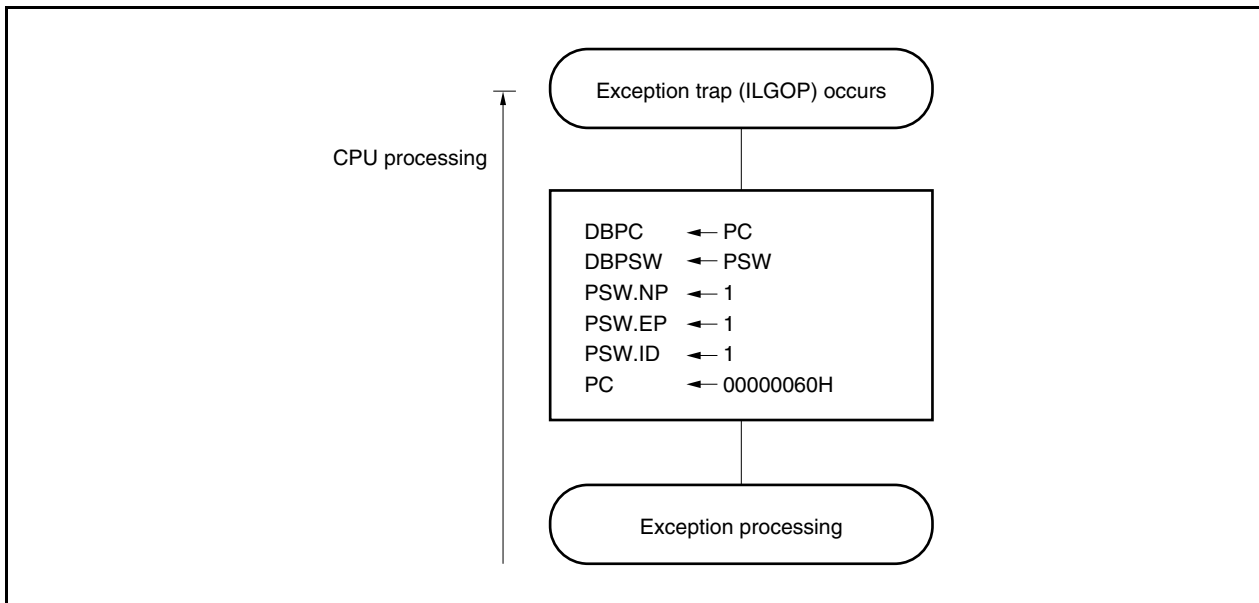 Exception trap (ILGOP) occurs
CPU processing
DBPC ← PC
DBPSW ← PSW
PSW.NP ← 1
PSW.EP ← 1
PSW.ID ← 1
PC ← 00000060H
Exception processing